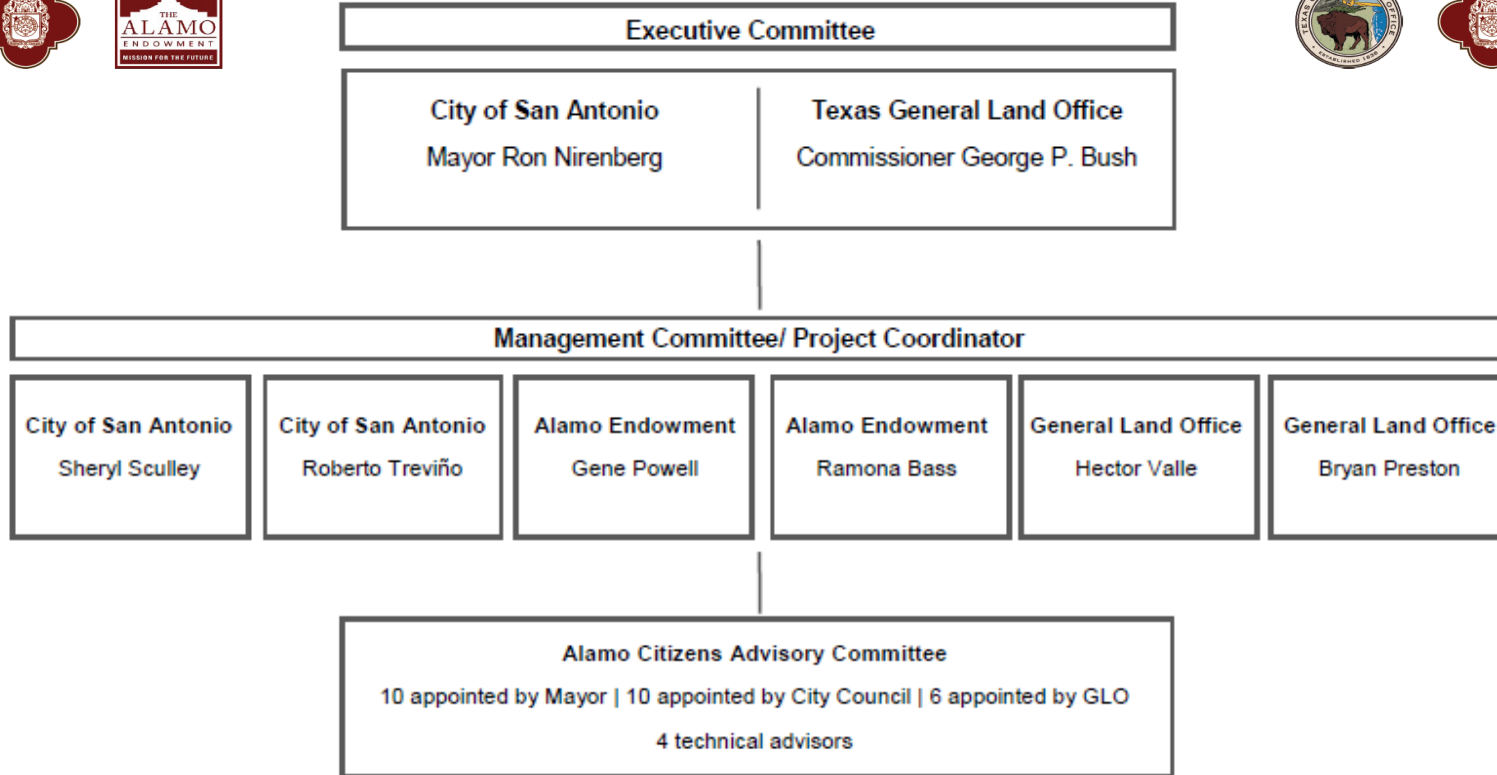 THE
ALAMO
ENDOWMENT
MISSION FOR THE FUTURE
TEXAS OFFICE
ESTABLISHED
Executive Committee
City of San Antonio
Mayor Ron Nirenberg
Texas General Land Office
Commissioner George P. Bush
Management Committee/ Project Coordinator
City of San Antonio
Sheryl Sculley
City of San Antonio
Roberto Treviño
Alamo Endowment
Gene Powell
Alamo Endowment
Ramona Bass
General Land Office
Hector Valle
General Land Office
Bryan Preston
Alamo Citizens Advisory Committee
10 appointed by Mayor | 10 appointed by City Council | 6 appointed by GLO
4 technical advisors